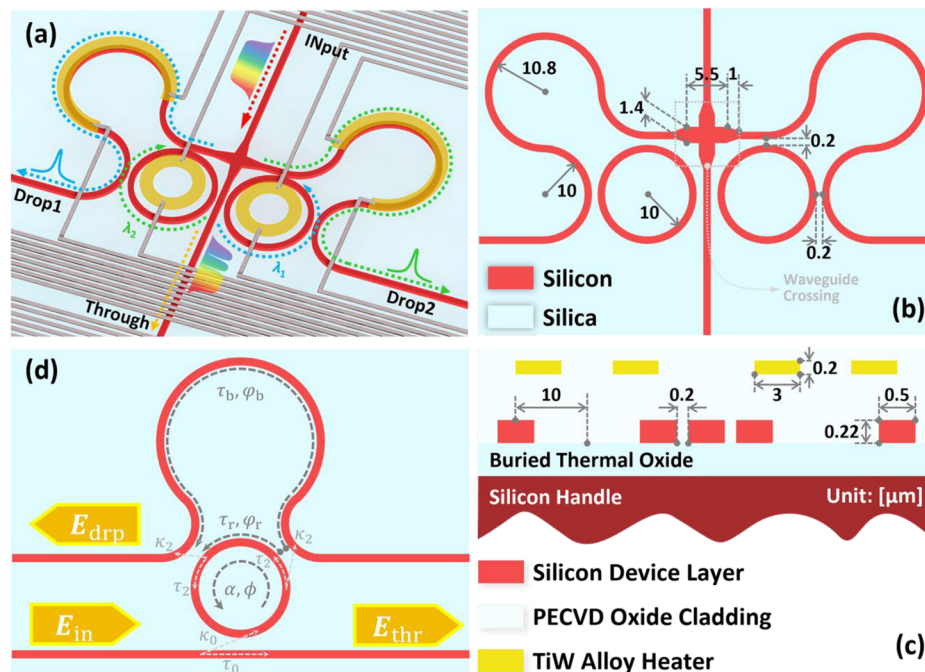 (a)
INput
Drop1
λ₂
λ₁
Through
Drop2
(b)
10.8
5.5
1
1.4
0.2
10
10
0.2
Waveguide
Crossing
Silicon
Silica
(d)
τb, φb
τr, φr
κ₂
κ₂
τ₂
τ₂
α, ϕ
κ₀
τ₀
Edrp
Ein
Ethr
0.2
3
10
0.2
0.5
0.22
Buried Thermal Oxide
Silicon Handle
Unit: [μm]
Silicon Device Layer
PECVD Oxide Cladding
TiW Alloy Heater
(c)